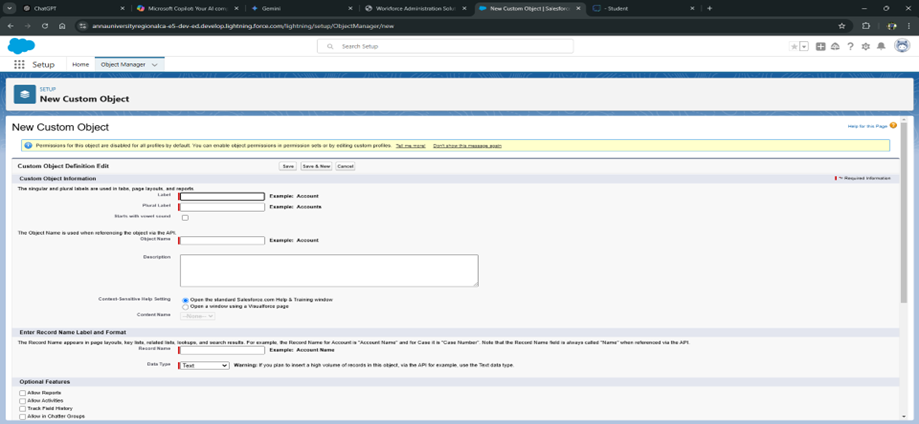 ChatGPT
Microsoft Copilot: Your AI com
Gemini
Workforce Administration Solut
New Custom Object | Salesforce
- Student
annauniversityregionalca-e5-dev-ed.develop.lightning.force.com/lightning/setup/ObjectManager/new
Search Setup
Setup
Home
Object Manager
SETUP
New Custom Object
New Custom Object
Help for this Page
Permissions for this object are disabled for all profiles by default. You can enable object permissions in permission sets or by editing custom profiles. Tell me more! Don't show this message again
Custom Object Definition Edit
Save
Save & New
Cancel
Custom Object Information
= Required Information
The singular and plural labels are used in tabs, page layouts, and reports.
Label
Example: Account
Plural Label
Example: Accounts
Starts with vowel sound
The Object Name is used when referencing the object via the API.
Object Name
Example: Account
Description
Context-Sensitive Help Setting
Open the standard Salesforce.com Help & Training window
Open a window using a Visualforce page
Content Name
--None--
Enter Record Name Label and Format
The Record Name appears in page layouts, key lists, related lists, lookups, and search results. For example, the Record Name for Account is "Account Name" and for Case it is "Case Number". Note that the Record Name field is always called "Name" when referenced via the API.
Record Name
Example: Account Name
Data Type
Text
Warning: If you plan to insert a high volume of records in this object, via the API for example, use the Text data type.
Optional Features
Allow Reports
Allow Activities
Track Field History
Allow in Chatter Groups